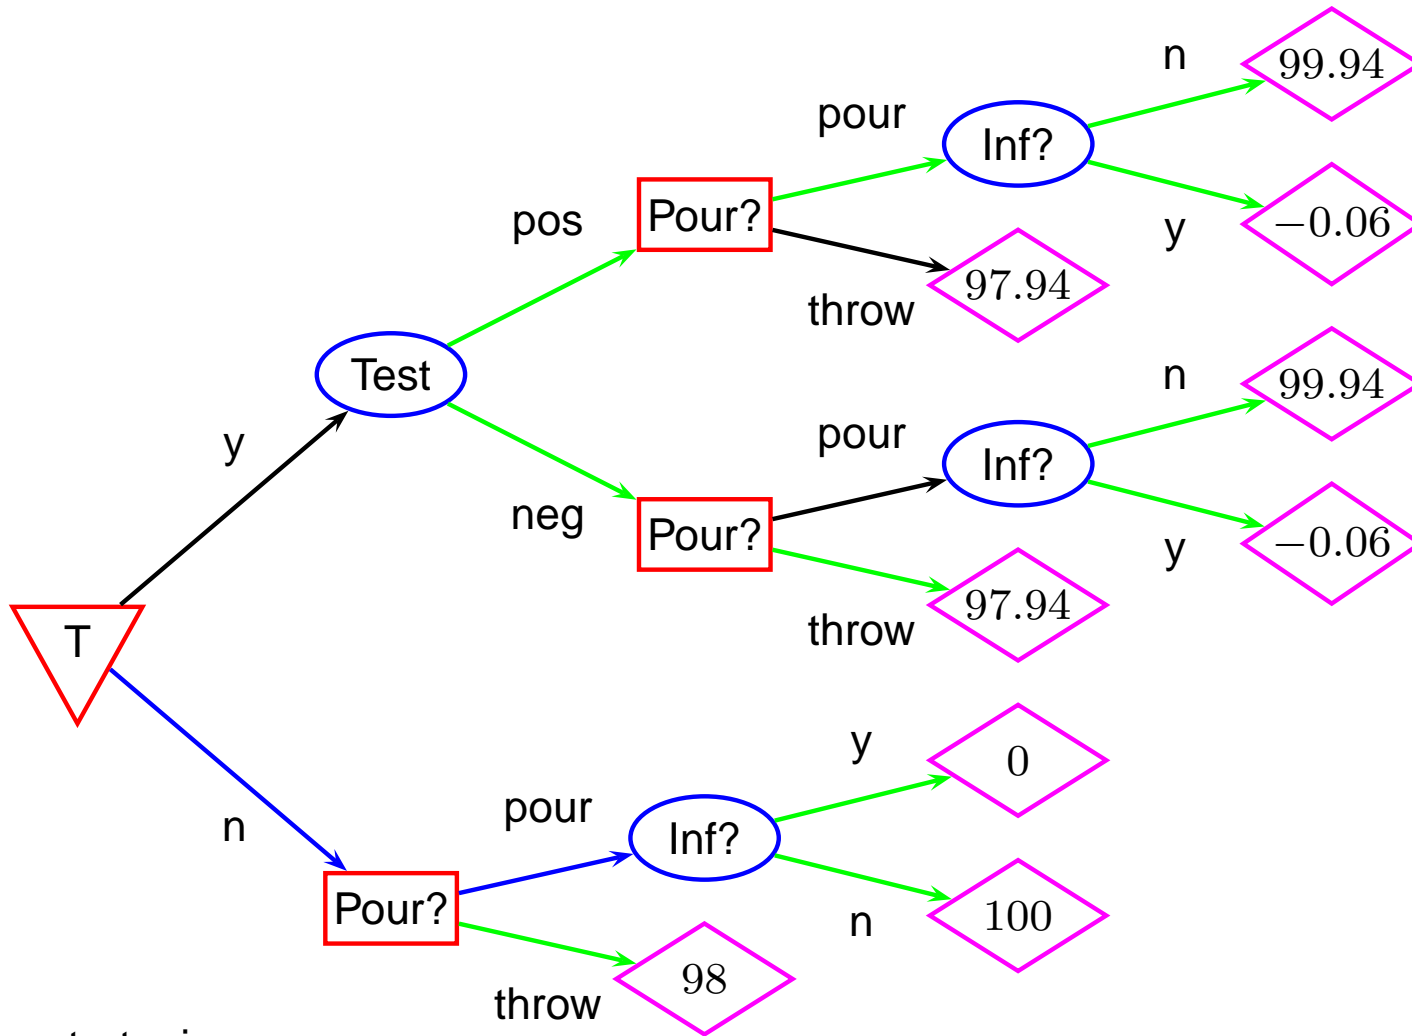 n
99.94
pour
Inf?
pos
Pour?
y
−0.06
throw
97.94
Test
n
99.94
y
pour
Inf?
neg
Pour?
y
−0.06
throw
97.94
T
y
0
pour
Inf?
n
Pour?
n
100
throw
98